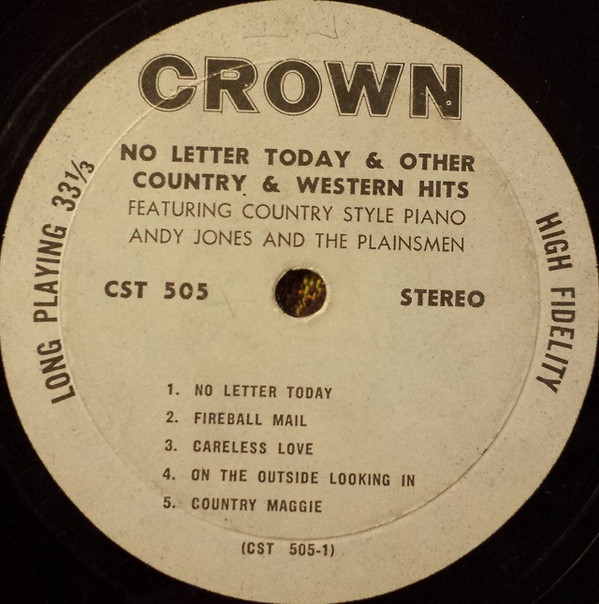 CROWN
NO LETTER TODAY & OTHER
COUNTRY & WESTERN HITS
FEATURING COUNTRY STYLE PIANO
ANDY JONES AND THE PLAINSMEN
LONG PLAYING 33⅓
HIGH FIDELITY
CST 505
STEREO
1. NO LETTER TODAY
2. FIREBALL MAIL
3. CARELESS LOVE
4. ON THE OUTSIDE LOOKING IN
5. COUNTRY MAGGIE
(CST 505-1)